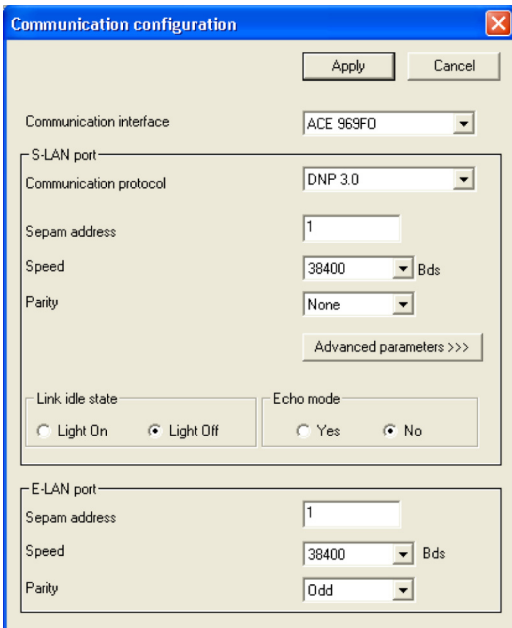 Communication configuration
Apply Cancel
Communication interface ACE 969FO
S-LAN port
Communication protocol DNP 3.0
Sepam address 1
Speed 38400 Bds
Parity None
Advanced parameters >>>
Link idle state Echo mode
Light On Light Off Yes No
E-LAN port
Sepam address 1
Speed 38400 Bds
Parity Odd